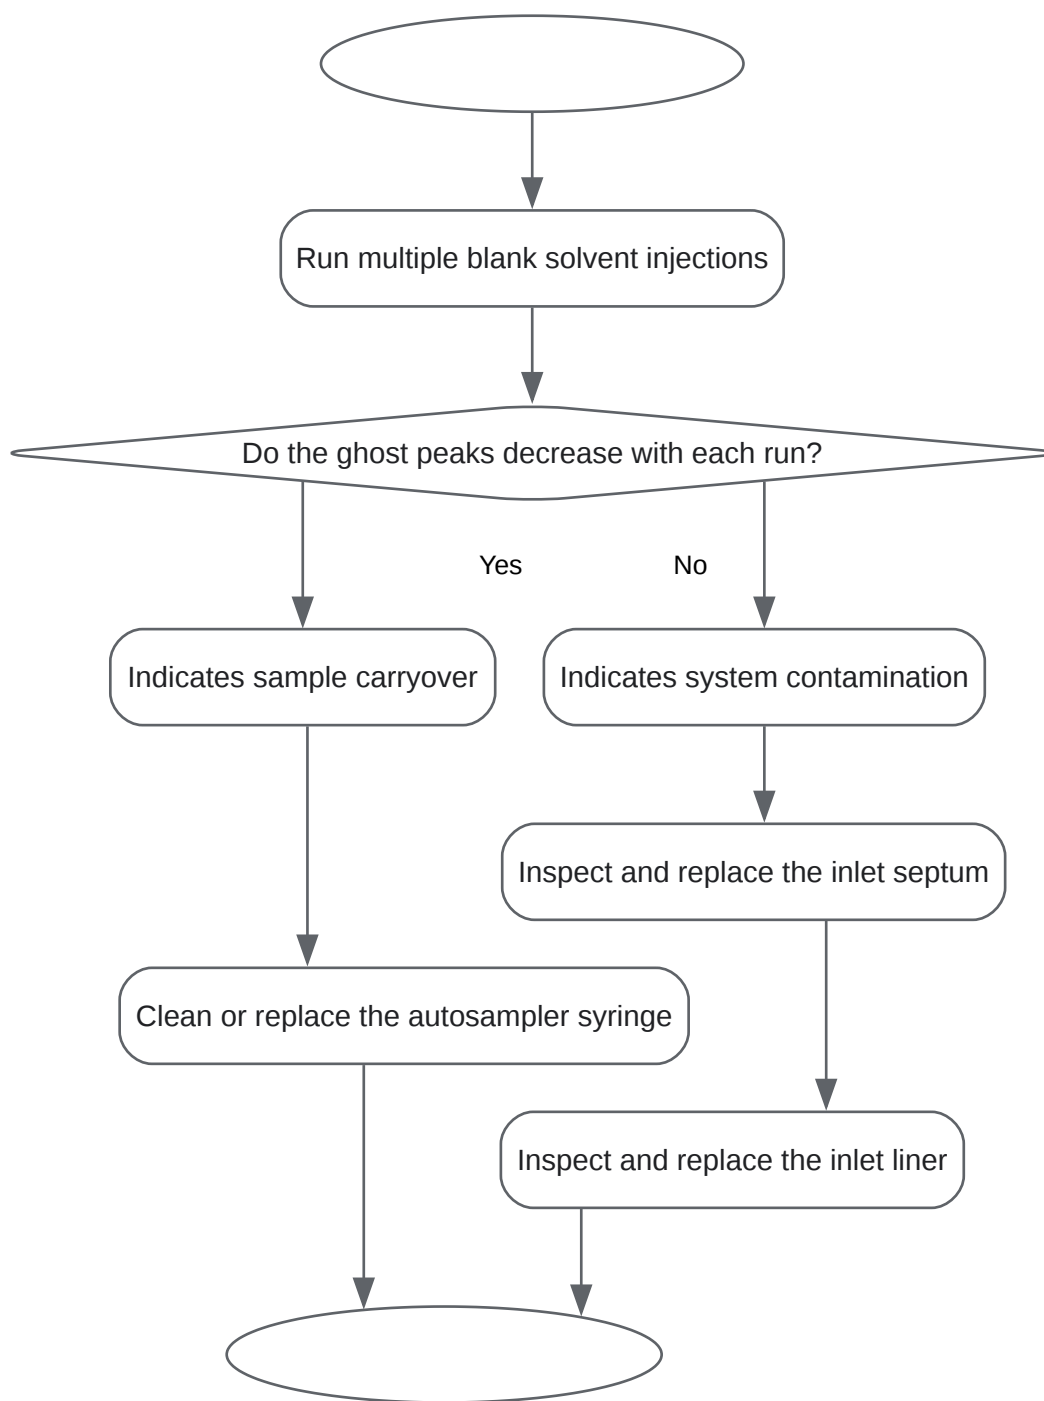 Run multiple blank solvent injections
Do the ghost peaks decrease with each run?
Yes
No
Indicates sample carryover
Indicates system contamination
Inspect and replace the inlet septum
Clean or replace the autosampler syringe
Inspect and replace the inlet liner